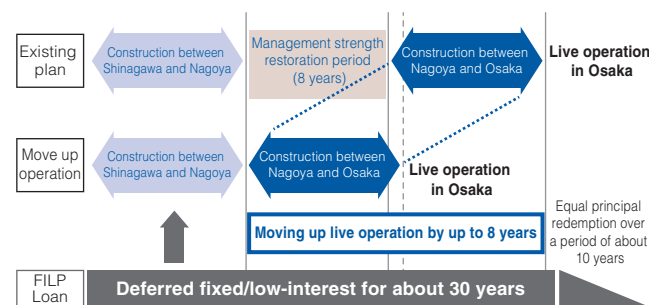 Existing
plan
Construction between
Shinagawa and Nagoya
Management strength
restoration period
(8 years)
Construction between
Nagoya and Osaka
Live operation
in Osaka
Move up
operation
Construction between
Shinagawa and Nagoya
Construction between
Nagoya and Osaka
Live operation
in Osaka
Moving up live operation by up to 8 years
Equal principal
redemption over
a period of about
10 years
FILP
Loan
Deferred fixed/low-interest for about 30 years